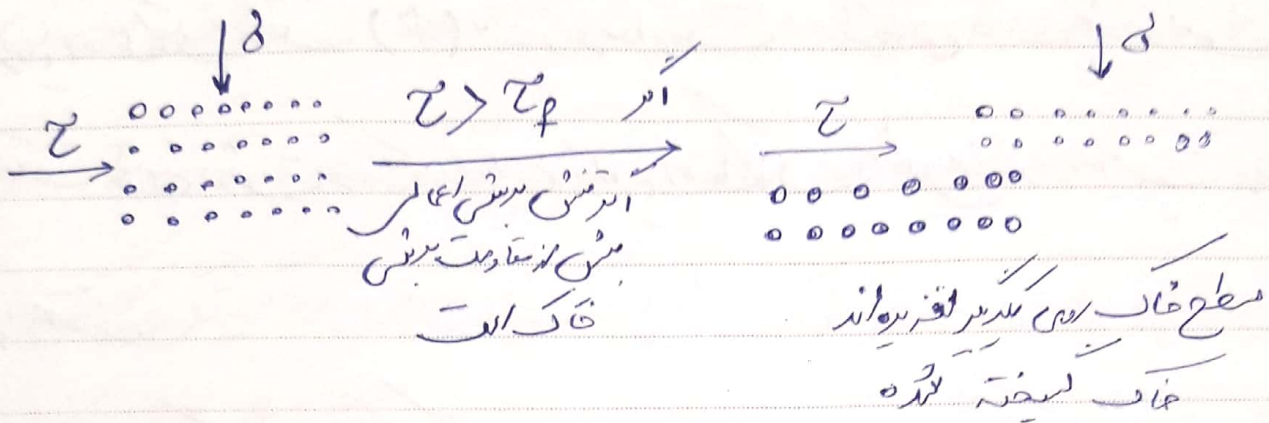 σ
τ
τ > τf اگر
اگر تنش برشی اعمالی
بیش از مقاومت برشی
خاک است
σ
τ
سطح خاک روی یکدیگر لغزیده‌اند
خاک گسیخته شده